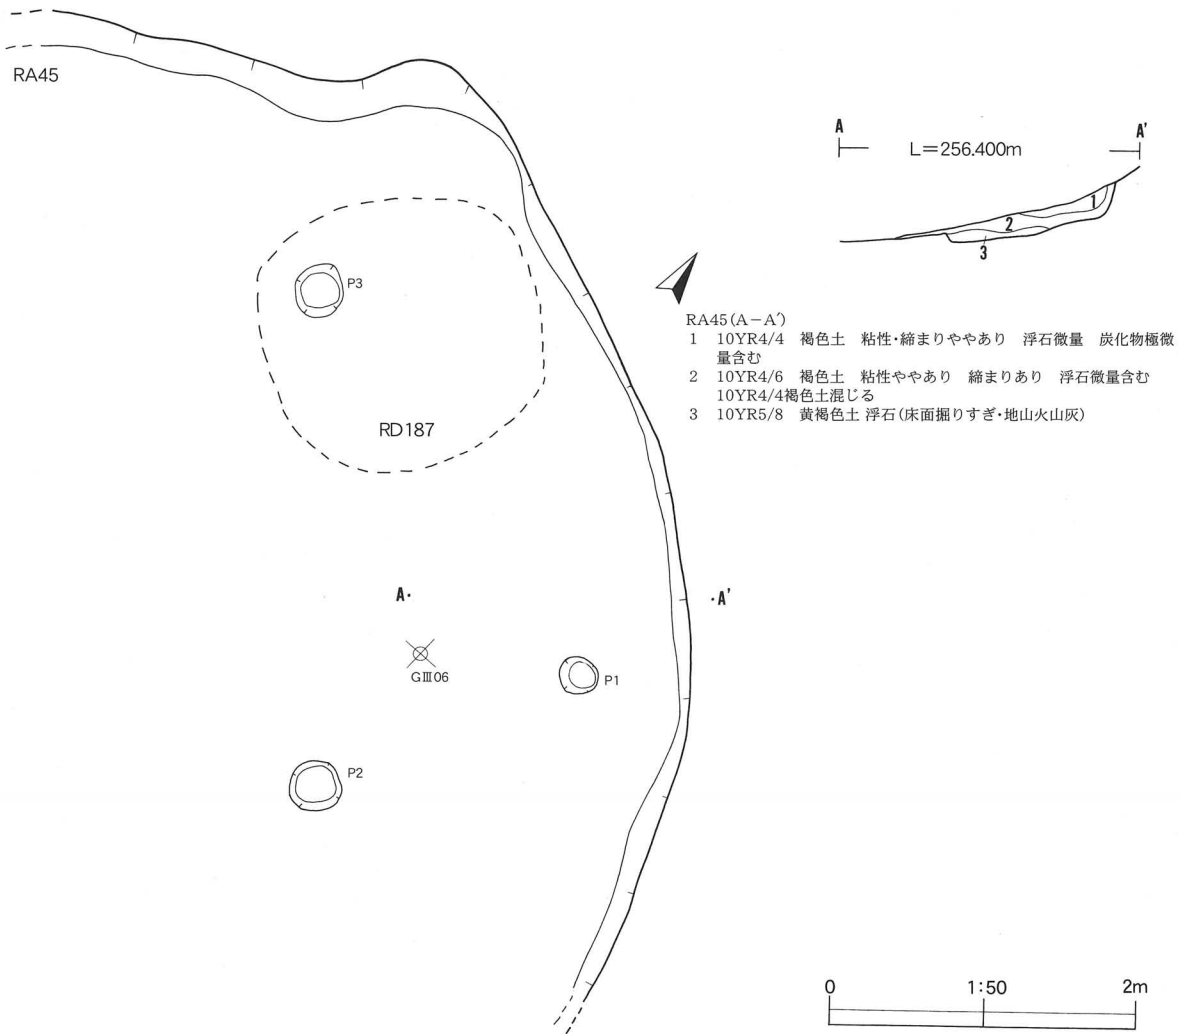 RA45
A A'
L=256.400m
1
2
3
P3
RD187
RA45(A-A')
1 10YR4/4 褐色土 粘性・締まりややあり 浮石微量 炭化物極微
量含む
2 10YR4/6 褐色土 粘性ややあり 締まりあり 浮石微量含む
10YR4/4褐色土混じる
3 10YR5/8 黄褐色土 浮石(床面掘りすぎ・地山火山灰)
A・ ・A'
GⅢ06
P1
P2
0 1:50 2m